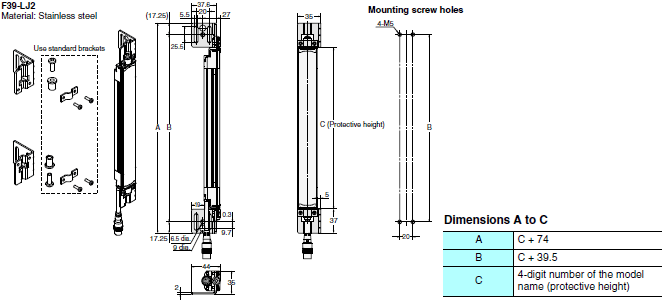 F39-LJ2
Material: Stainless steel
Use standard brackets
37.6
(17.25)
5.5
20
27
25.5
A
B
19
0.3
9.7
17.25
6.5 dia.
9 dia.
44
35
2
35
C (Protective height)
5
37
Mounting screw holes
4-M5
B
20
Dimensions A to C
A C + 74
B C + 39.5
C 4-digit number of the model
name (protective height)